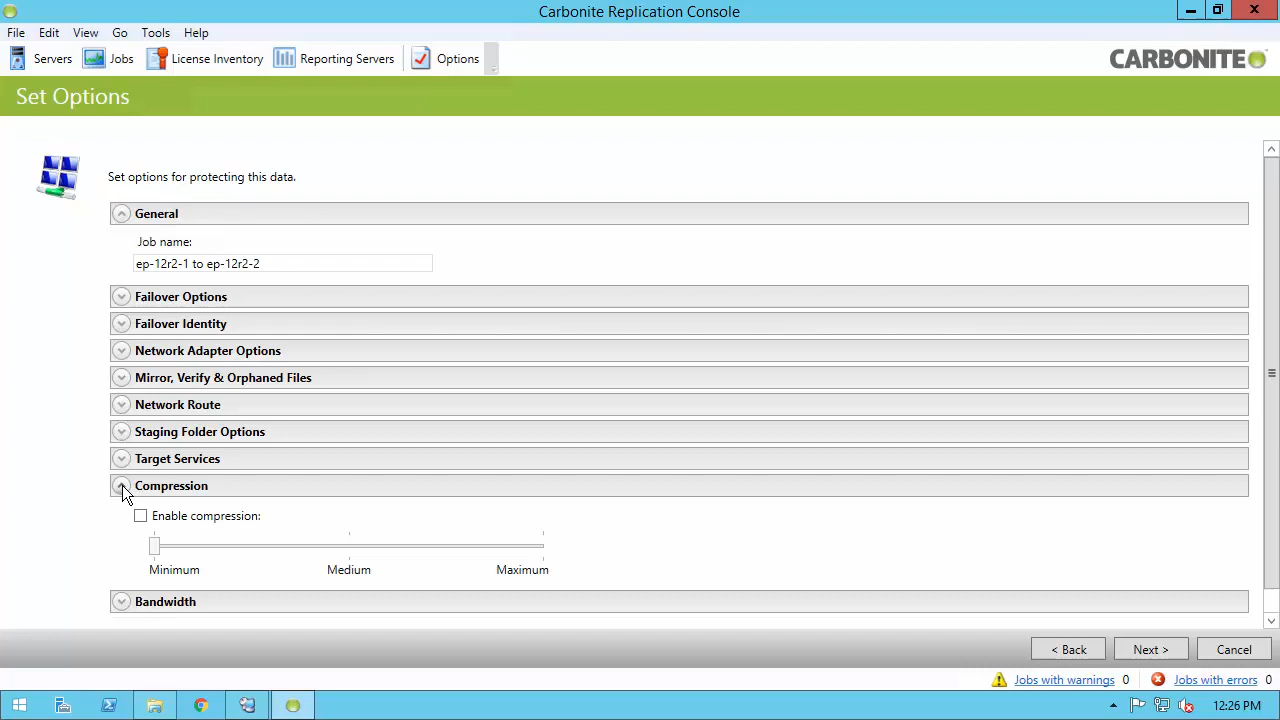 Carbonite Replication Console
File Edit View Go Tools Help
Servers Jobs License Inventory Reporting Servers Options CARBONITE
Set Options
Set options for protecting this data.
General
Job name:
ep-12r2-1 to ep-12r2-2
Failover Options
Failover Identity
Network Adapter Options
Mirror, Verify & Orphaned Files
Network Route
Staging Folder Options
Target Services
Compression
Enable compression:
Minimum Medium Maximum
Bandwidth
< Back Next > Cancel
Jobs with warnings 0 Jobs with errors 0
12:26 PM